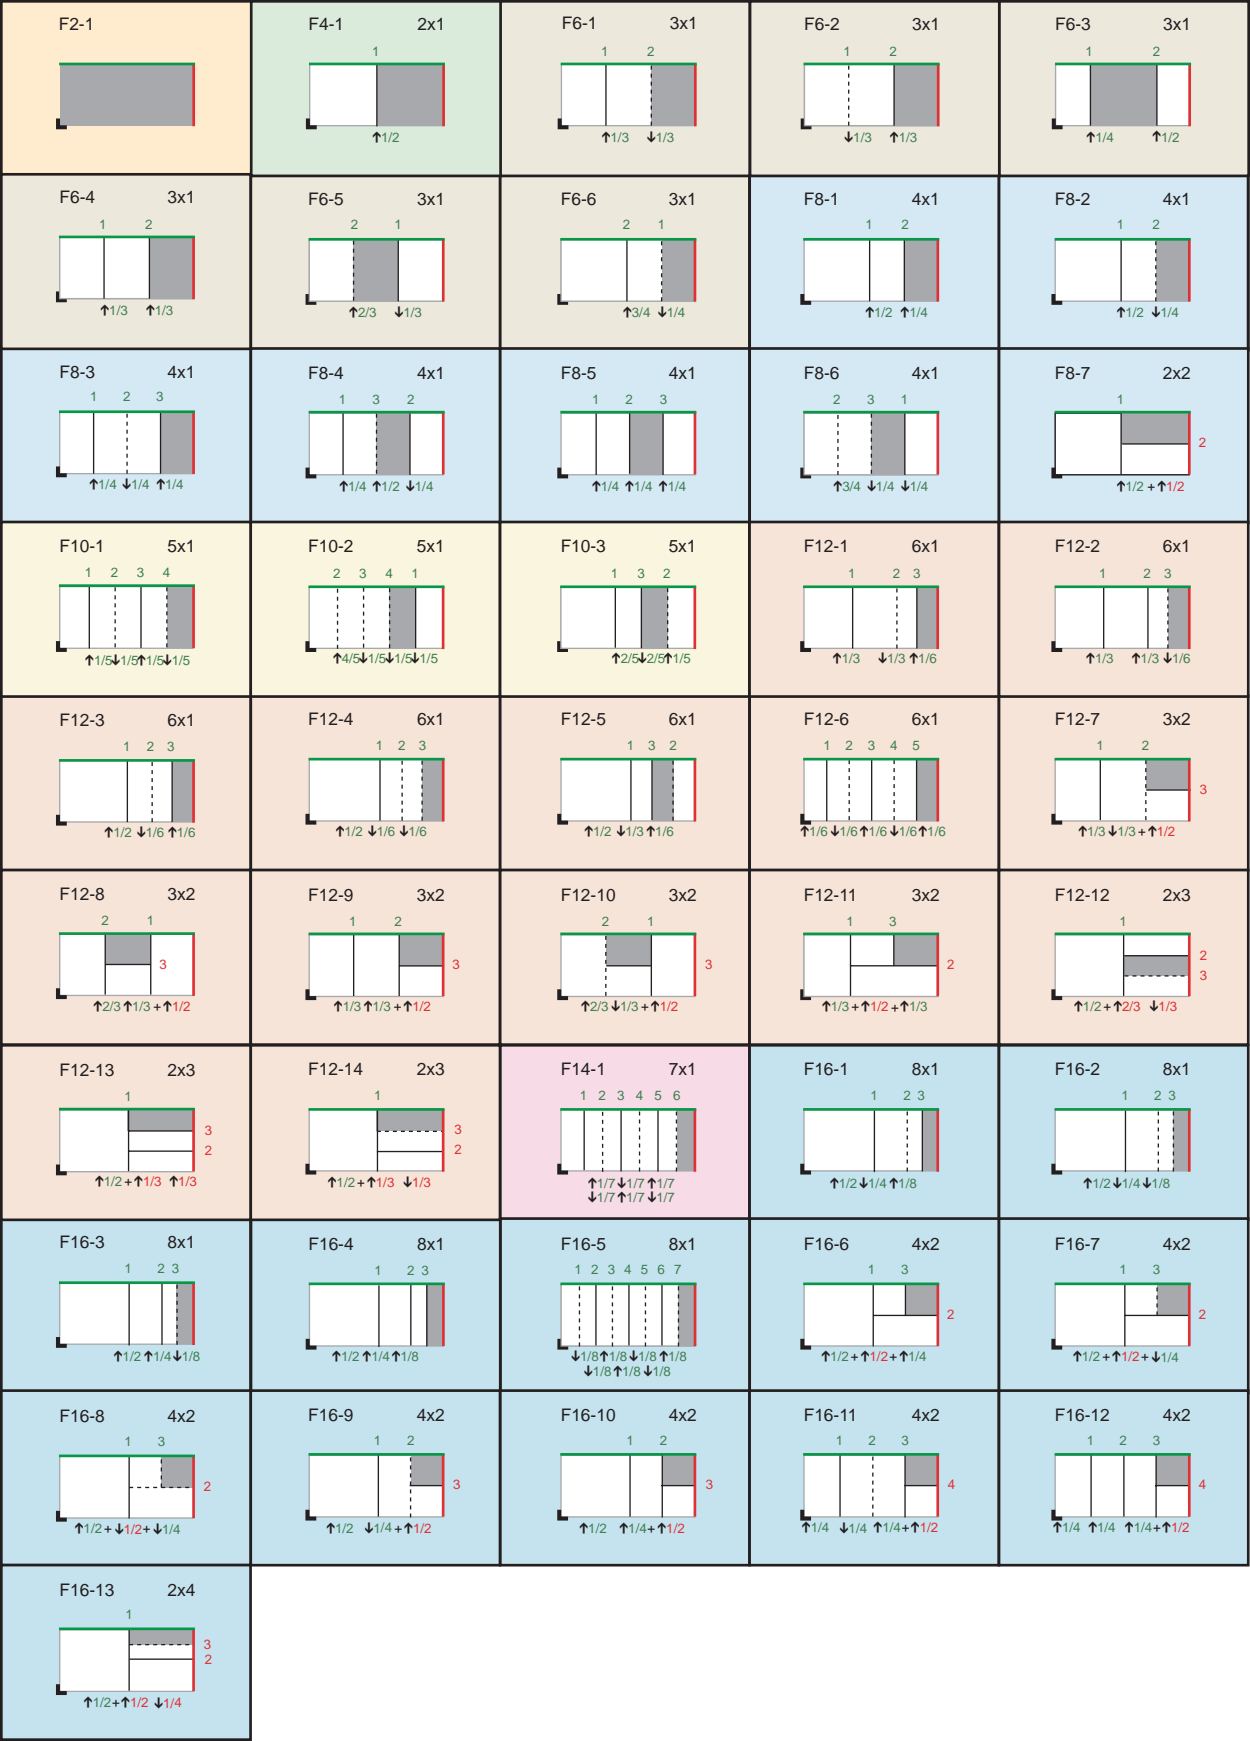 F2-1
F4-1 2x1
1
↑1/2
F6-1 3x1
1 2
↑1/3 ↓1/3
F6-2 3x1
1 2
↓1/3 ↑1/3
F6-3 3x1
1 2
↑1/4 ↑1/2
F6-4 3x1
1 2
↑1/3 ↑1/3
F6-5 3x1
2 1
↑2/3 ↓1/3
F6-6 3x1
2 1
↑3/4 ↓1/4
F8-1 4x1
1 2
↑1/2 ↑1/4
F8-2 4x1
1 2
↑1/2 ↓1/4
F8-3 4x1
1 2 3
↑1/4 ↓1/4 ↑1/4
F8-4 4x1
1 3 2
↑1/4 ↑1/2 ↓1/4
F8-5 4x1
1 2 3
↑1/4 ↑1/4 ↑1/4
F8-6 4x1
2 3 1
↑3/4 ↓1/4 ↓1/4
F8-7 2x2
1
2
↑1/2 +↑1/2
F10-1 5x1
1 2 3 4
↑1/5↓1/5↑1/5↓1/5
F10-2 5x1
2 3 4 1
↑4/5↓1/5↓1/5↓1/5
F10-3 5x1
1 3 2
↑2/5↓2/5↑1/5
F12-1 6x1
1 2 3
↑1/3 ↓1/3 ↑1/6
F12-2 6x1
1 2 3
↑1/3 ↑1/3 ↓1/6
F12-3 6x1
1 2 3
↑1/2 ↓1/6 ↑1/6
F12-4 6x1
1 2 3
↑1/2 ↓1/6 ↓1/6
F12-5 6x1
1 3 2
↑1/2 ↓1/3 ↑1/6
F12-6 6x1
1 2 3 4 5
↑1/6 ↓1/6 ↑1/6 ↓1/6 ↑1/6
F12-7 3x2
1 2
3
↑1/3 ↓1/3 +↑1/2
F12-8 3x2
2 1
3
↑2/3 ↑1/3 +↑1/2
F12-9 3x2
1 2
3
↑1/3 ↑1/3 +↑1/2
F12-10 3x2
2 1
3
↑2/3 ↓1/3 +↑1/2
F12-11 3x2
1 3
2
↑1/3 +↑1/2 +↑1/3
F12-12 2x3
1
2
3
↑1/2 +↑2/3 ↓1/3
F12-13 2x3
1
3
2
↑1/2 +↑1/3 ↑1/3
F12-14 2x3
1
3
2
↑1/2 +↑1/3 ↓1/3
F14-1 7x1
1 2 3 4 5 6
↑1/7 ↓1/7 ↑1/7
↓1/7 ↑1/7 ↓1/7
F16-1 8x1
1 2 3
↑1/2 ↓1/4 ↑1/8
F16-2 8x1
1 2 3
↑1/2 ↓1/4 ↓1/8
F16-3 8x1
1 2 3
↑1/2 ↑1/4 ↓1/8
F16-4 8x1
1 2 3
↑1/2 ↑1/4 ↑1/8
F16-5 8x1
1 2 3 4 5 6 7
↓1/8 ↑1/8 ↓1/8 ↑1/8
↓1/8 ↑1/8 ↓1/8
F16-6 4x2
1 3
2
↑1/2 +↑1/2 +↑1/4
F16-7 4x2
1 3
2
↑1/2 +↑1/2 +↓1/4
F16-8 4x2
1 3
2
↑1/2 +↓1/2 +↓1/4
F16-9 4x2
1 2
3
↑1/2 ↓1/4 +↑1/2
F16-10 4x2
1 2
3
↑1/2 ↑1/4 +↑1/2
F16-11 4x2
1 2 3
4
↑1/4 ↓1/4 ↑1/4 +↑1/2
F16-12 4x2
1 2 3
4
↑1/4 ↑1/4 ↑1/4 +↑1/2
F16-13 2x4
1
3
2
↑1/2 +↑1/2 ↓1/4